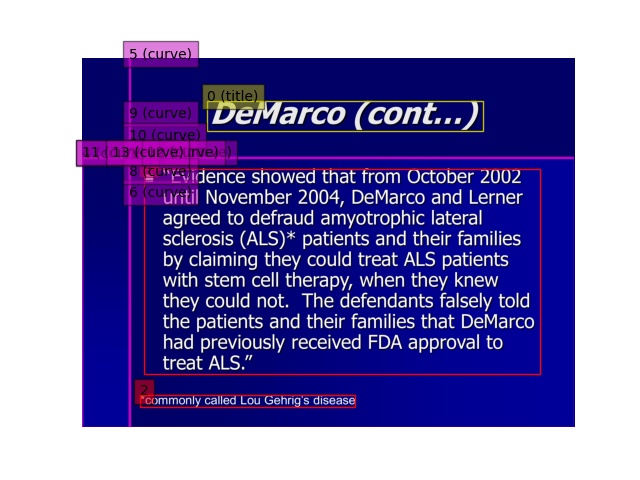 5 (curve)
0 (title)
9 (curve)
DeMarco (cont…)
10 (curve)
13 (curve)
8 (curve)
6 (curve)
"Evidence showed that from October 2002
until November 2004, DeMarco and Lerner
agreed to defraud amyotrophic lateral
sclerosis (ALS)* patients and their families
by claiming they could treat ALS patients
with stem cell therapy, when they knew
they could not.  The defendants falsely told
the patients and their families that DeMarco
had previously received FDA approval to
treat ALS.”
2
*commonly called Lou Gehrig's disease